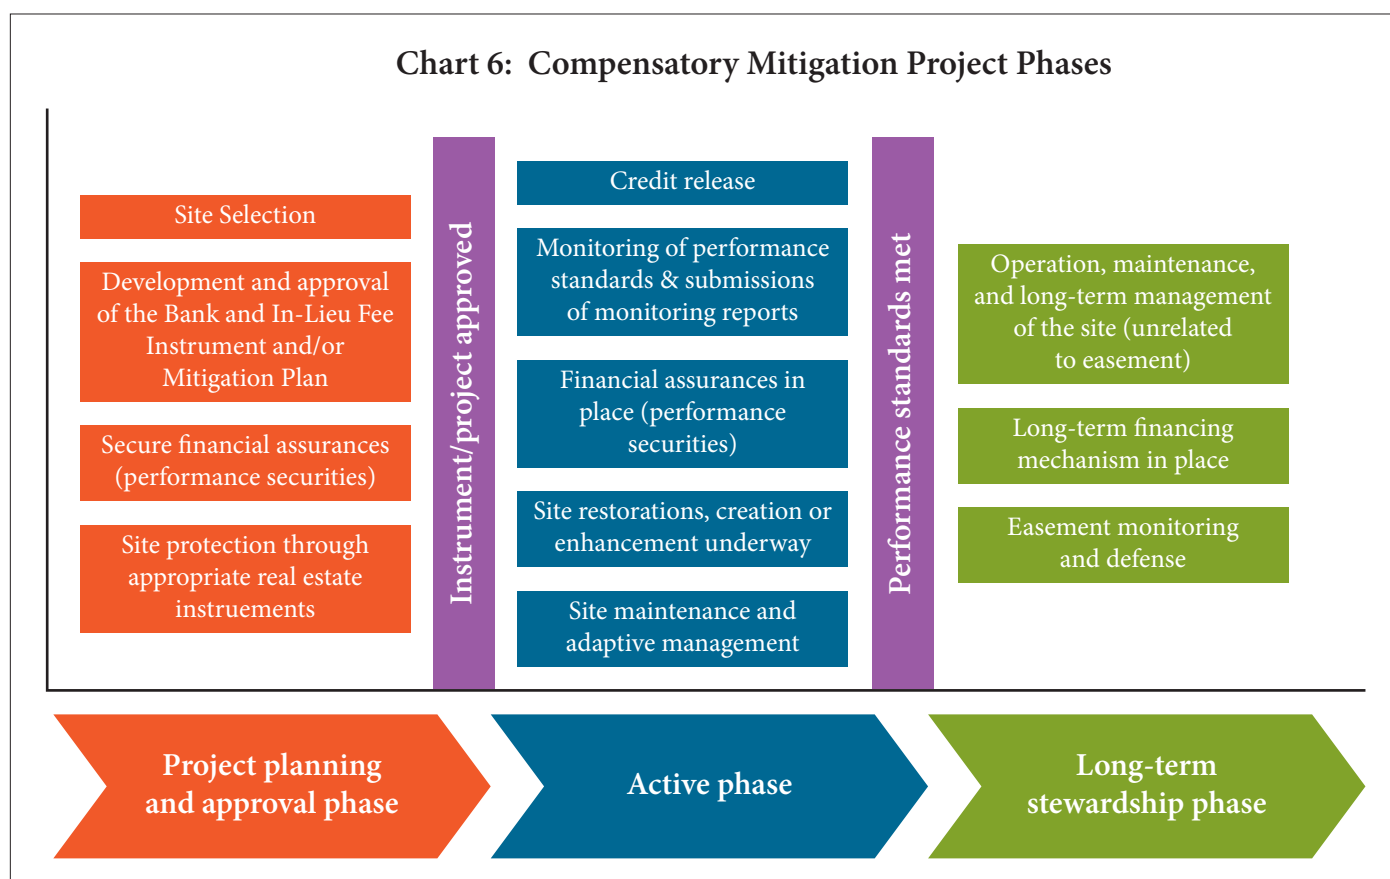 Chart 6:  Compensatory Mitigation Project Phases
Site Selection
Development and approval
of the Bank and In-Lieu Fee
Instrument and/or
Mitigation Plan
Secure financial assurances
(performance securities)
Site protection through
appropriate real estate
instruements
Instrument/project approved
Credit release
Monitoring of performance
standards & submissions
of monitoring reports
Financial assurances in
place (performance
securities)
Site restorations, creation or
enhancement underway
Site maintenance and
adaptive management
Performance standards met
Operation, maintenance,
and long-term management
of the site (unrelated
to easement)
Long-term financing
mechanism in place
Easement monitoring
and defense
Project planning
and approval phase
Active phase
Long-term
stewardship phase